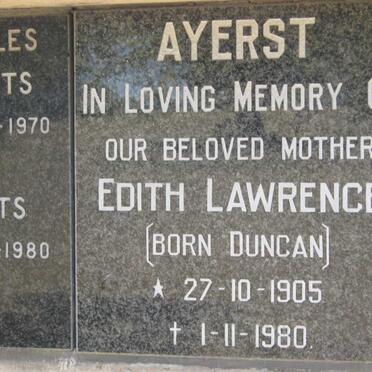 LES
TS
-1970
TS
-1980
AYERST
IN LOVING MEMORY
OUR BELOVED MOTHER
EDITH LAWRENCE
(BORN DUNCAN)
★ 27-10-1905
† 1-11-1980.